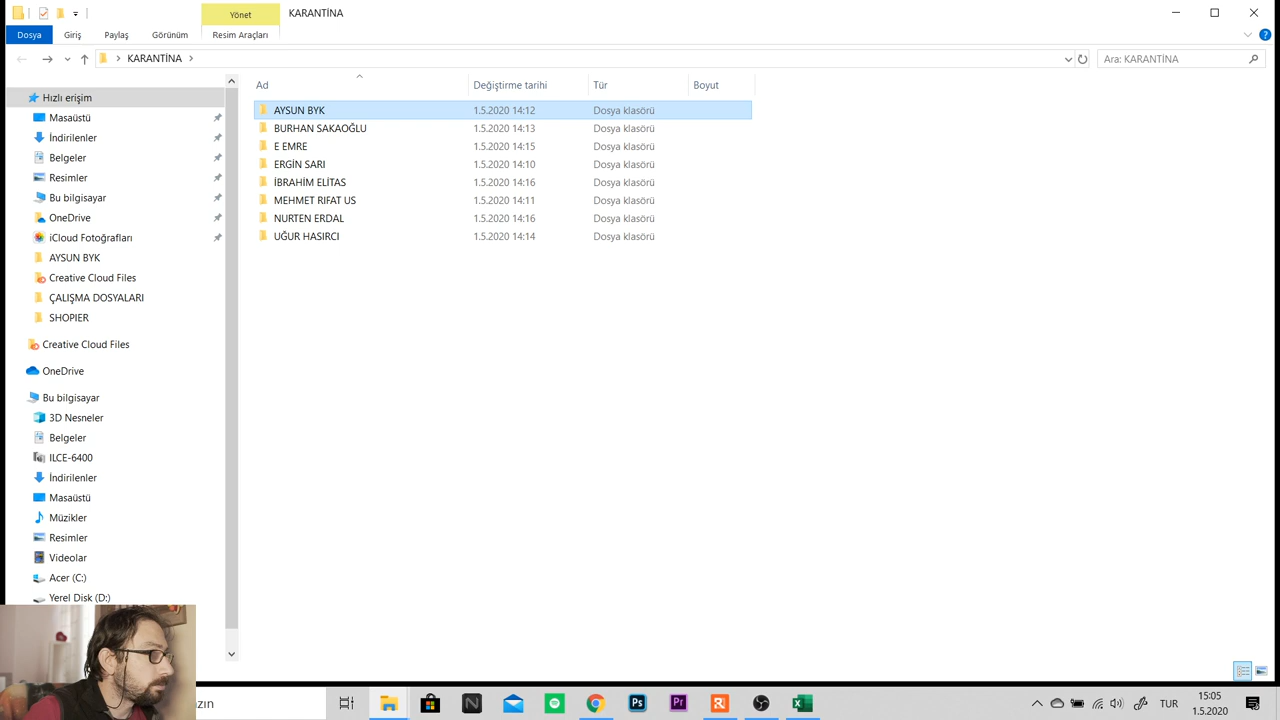 Yönet
KARANTİNA
Dosya
Giriş
Paylaş
Görünüm
Resim Araçları
KARANTİNA
Ara: KARANTİNA
Ad
Değiştirme tarihi
Tür
Boyut
Hızlı erişim
Masaüstü
İndirilenler
Belgeler
Resimler
Bu bilgisayar
OneDrive
iCloud Fotoğrafları
AYSUN BYK
Creative Cloud Files
ÇALIŞMA DOSYALARI
SHOPIER
Creative Cloud Files
OneDrive
Bu bilgisayar
3D Nesneler
Belgeler
ILCE-6400
İndirilenler
Masaüstü
Müzikler
Resimler
Videolar
Acer (C:)
Yerel Disk (D:)
AYSUN BYK 1.5.2020 14:12 Dosya klasörü
BURHAN SAKAOĞLU 1.5.2020 14:13 Dosya klasörü
E EMRE 1.5.2020 14:15 Dosya klasörü
ERGİN SARI 1.5.2020 14:10 Dosya klasörü
İBRAHİM ELİTAS 1.5.2020 14:16 Dosya klasörü
MEHMET RIFAT US 1.5.2020 14:11 Dosya klasörü
NURTEN ERDAL 1.5.2020 14:16 Dosya klasörü
UĞUR HASIRCI 1.5.2020 14:14 Dosya klasörü
Ps
Pr
TUR
15:05
1.5.2020